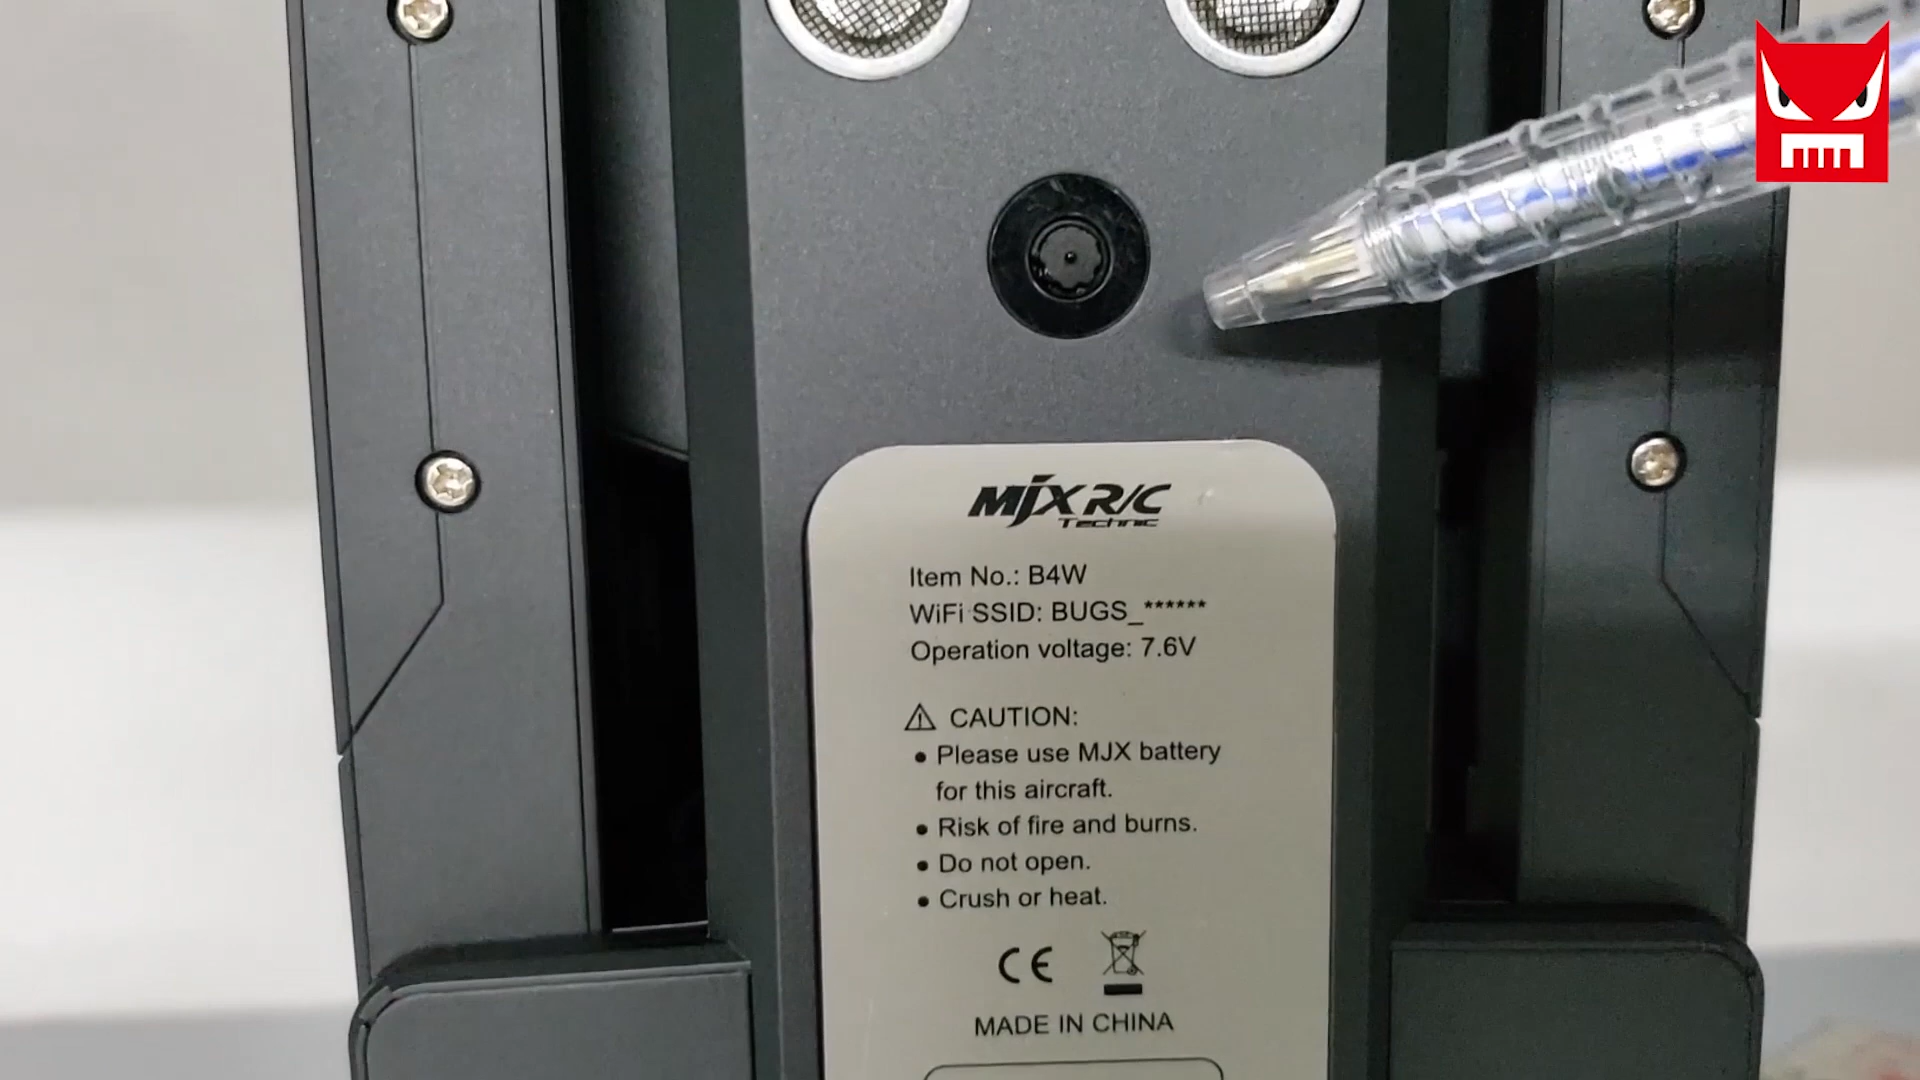 MJX R/C
Technic
Item No.: B4W
WiFi SSID: BUGS_******
Operation voltage: 7.6V
⚠ CAUTION:
• Please use MJX battery
for this aircraft.
• Risk of fire and burns.
• Do not open.
• Crush or heat.
CE
MADE IN CHINA